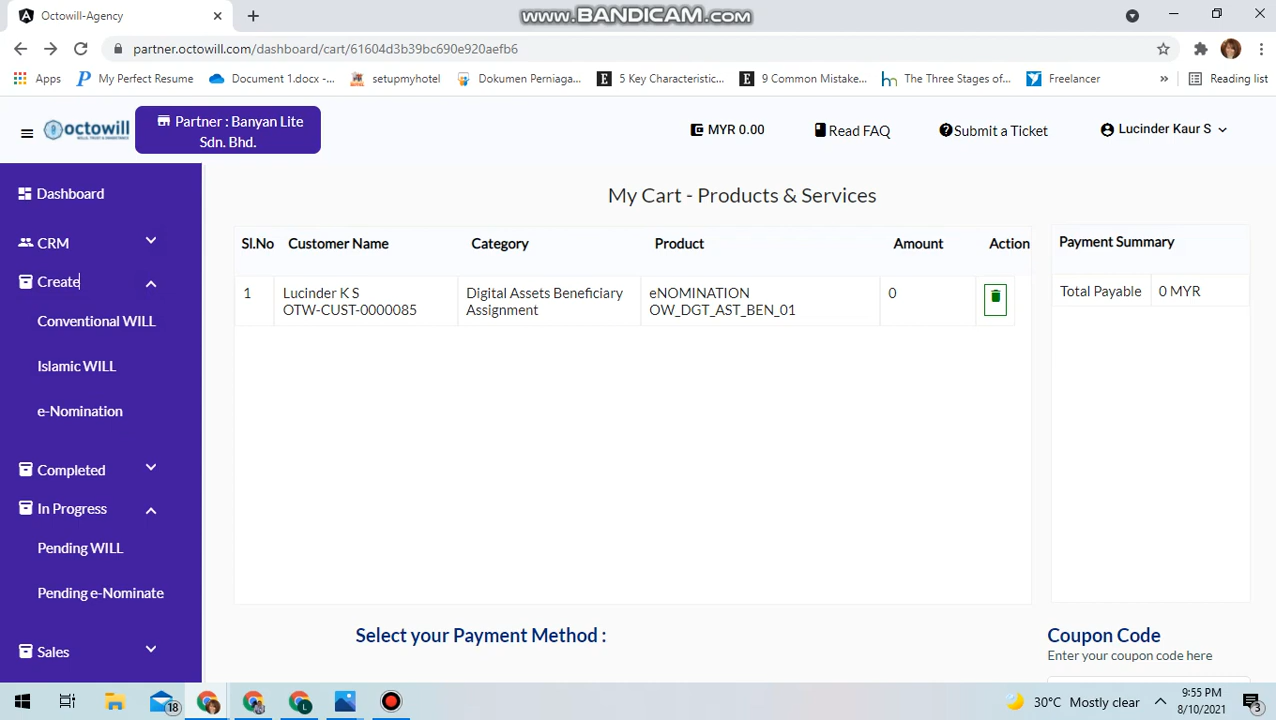 www.BANDICAM.com
Octowill-Agency
partner.octowill.com/dashboard/cart/61604d3b39bc690e920aefb6
Apps My Perfect Resume Document 1.docx -... setupmyhotel Dokumen Perniaga... 5 Key Characteristic... 9 Common Mistake... The Three Stages of... Freelancer » Reading list
octowill
Partner : Banyan Lite
Sdn. Bhd.
MYR 0.00 Read FAQ Submit a Ticket Lucinder Kaur S
Dashboard
CRM
Create
Conventional WILL
Islamic WILL
e-Nomination
Completed
In Progress
Pending WILL
Pending e-Nominate
Sales
My Cart - Products & Services
Sl.No Customer Name Category Product Amount Action
1 Lucinder K S Digital Assets Beneficiary eNOMINATION 0
OTW-CUST-0000085 Assignment OW_DGT_AST_BEN_01
Payment Summary
Total Payable 0 MYR
Select your Payment Method :
Coupon Code
Enter your coupon code here
18 30°C Mostly clear 9:55 PM
8/10/2021 3